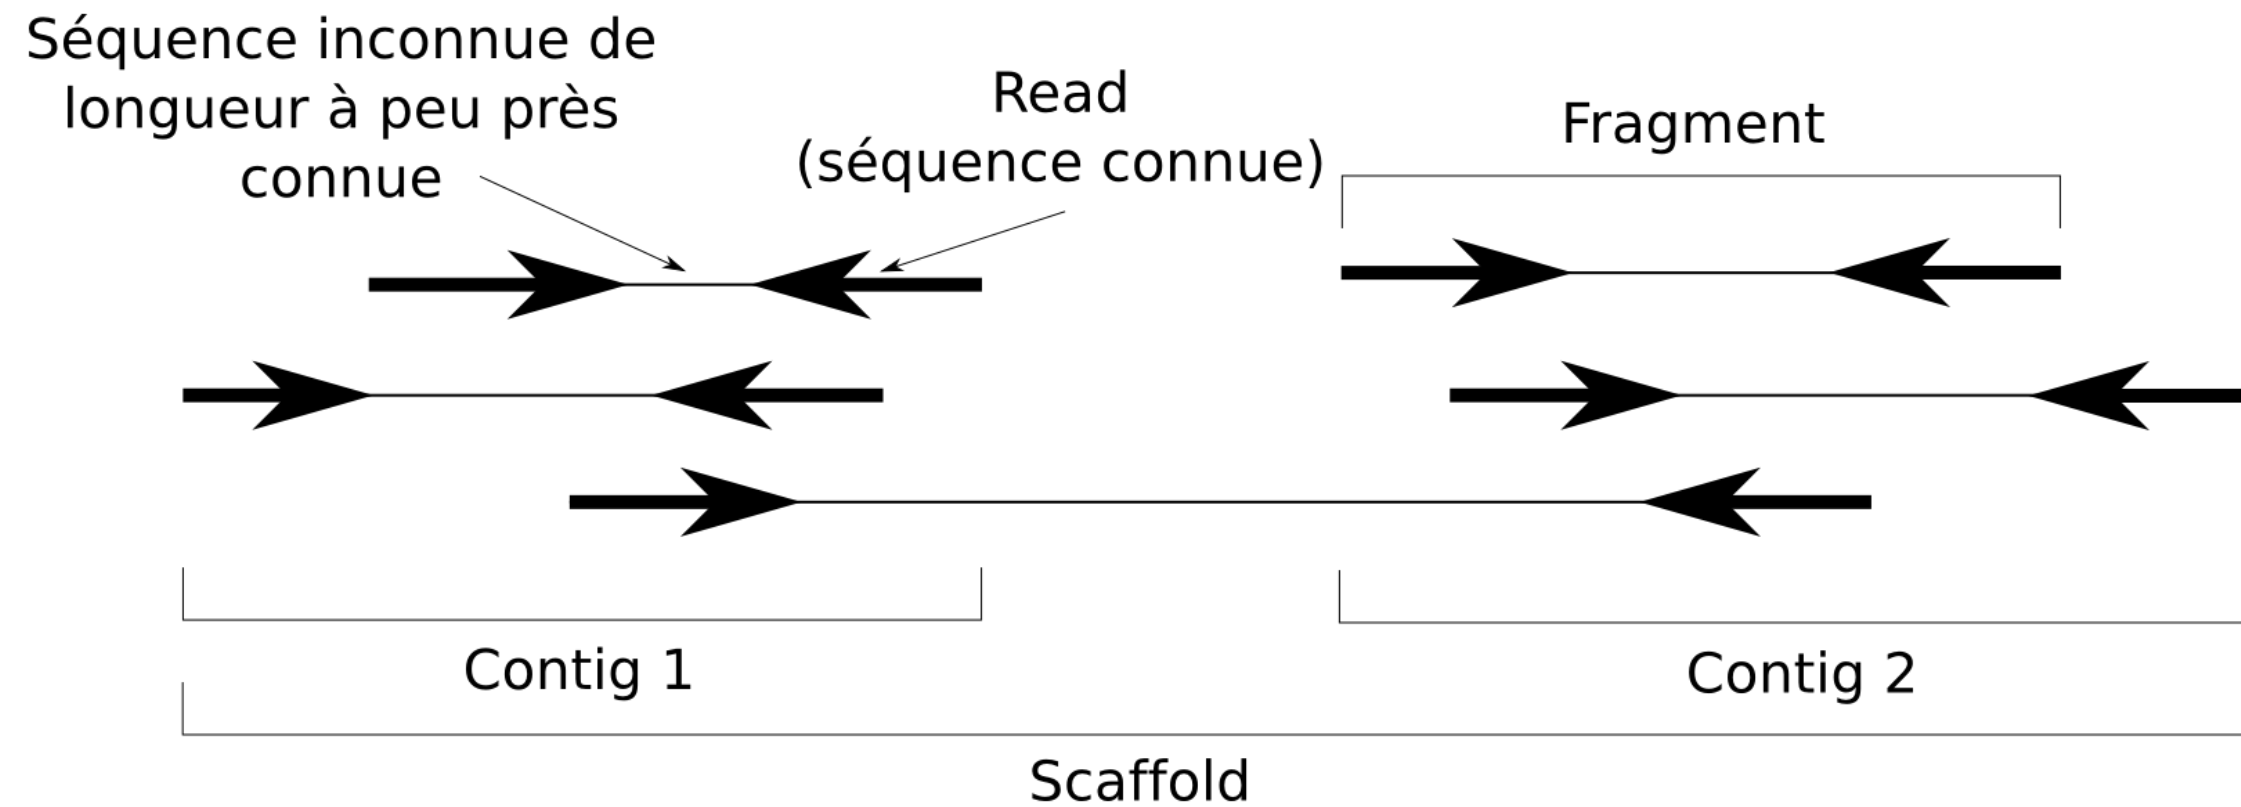 Séquence inconnue de
longueur à peu près
connue
Read
(séquence connue)
Fragment
Contig 1
Contig 2
Scaffold